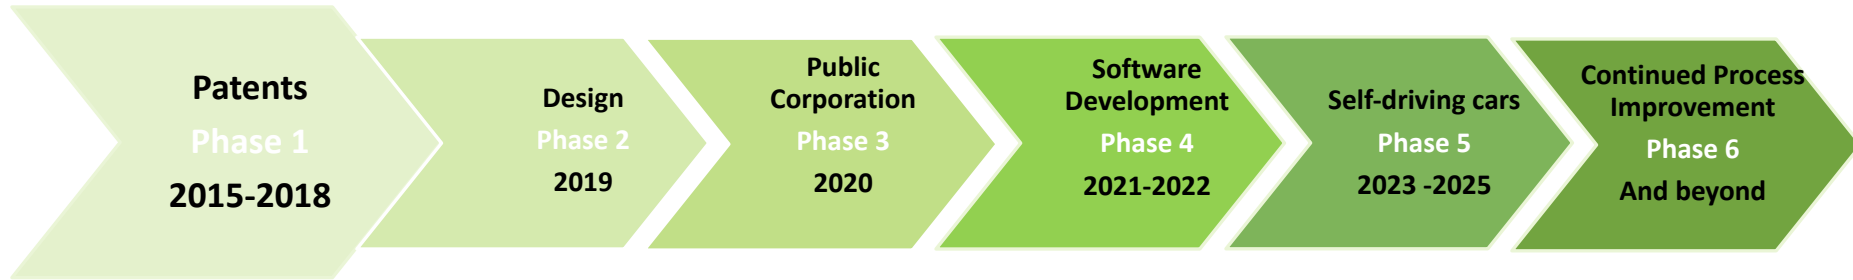 Patents
Phase 1
2015-2018
Design
Phase 2
2019
Public
Corporation
Phase 3
2020
Software
Development
Phase 4
2021-2022
Self-driving cars
Phase 5
2023 -2025
Continued Process
Improvement
Phase 6
And beyond